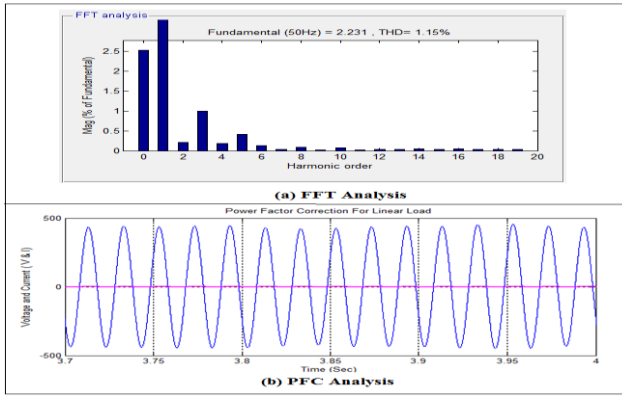 FFT analysis
Fundamental (50Hz) = 2.231 , THD= 1.15%
Mag (% of Fundamental)
2.5
2
1.5
1
0.5
0
0 2 4 6 8 10 12 14 16 18 20
Harmonic order
(a) FFT Analysis
Power Factor Correction For Linear Load
Voltage and Current ( V & I )
500
0
-500
3.7 3.75 3.8 3.85 3.9 3.95 4
Time (Sec)
(b) PFC Analysis